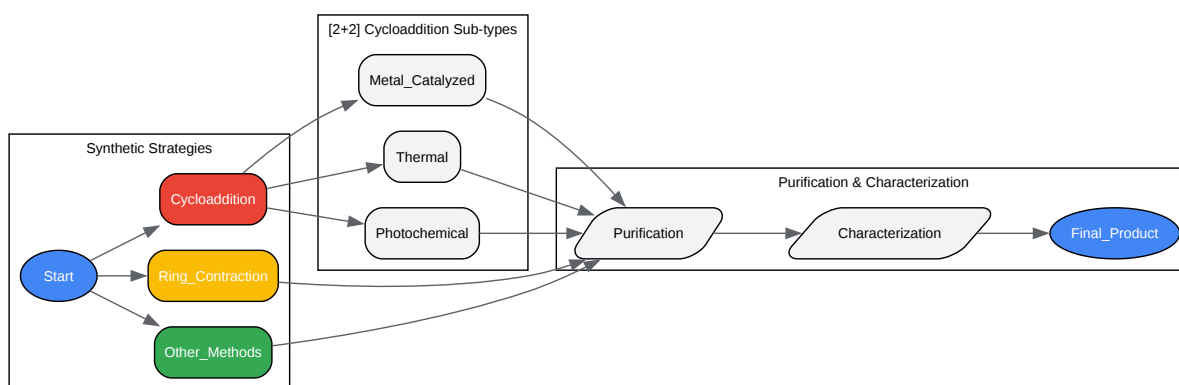 [2+2] Cycloaddition Sub-types
Metal_Catalyzed
Thermal
Photochemical
Synthetic Strategies
Start
Cycloaddition
Ring_Contraction
Other_Methods
Purification & Characterization
Purification
Characterization
Final_Product